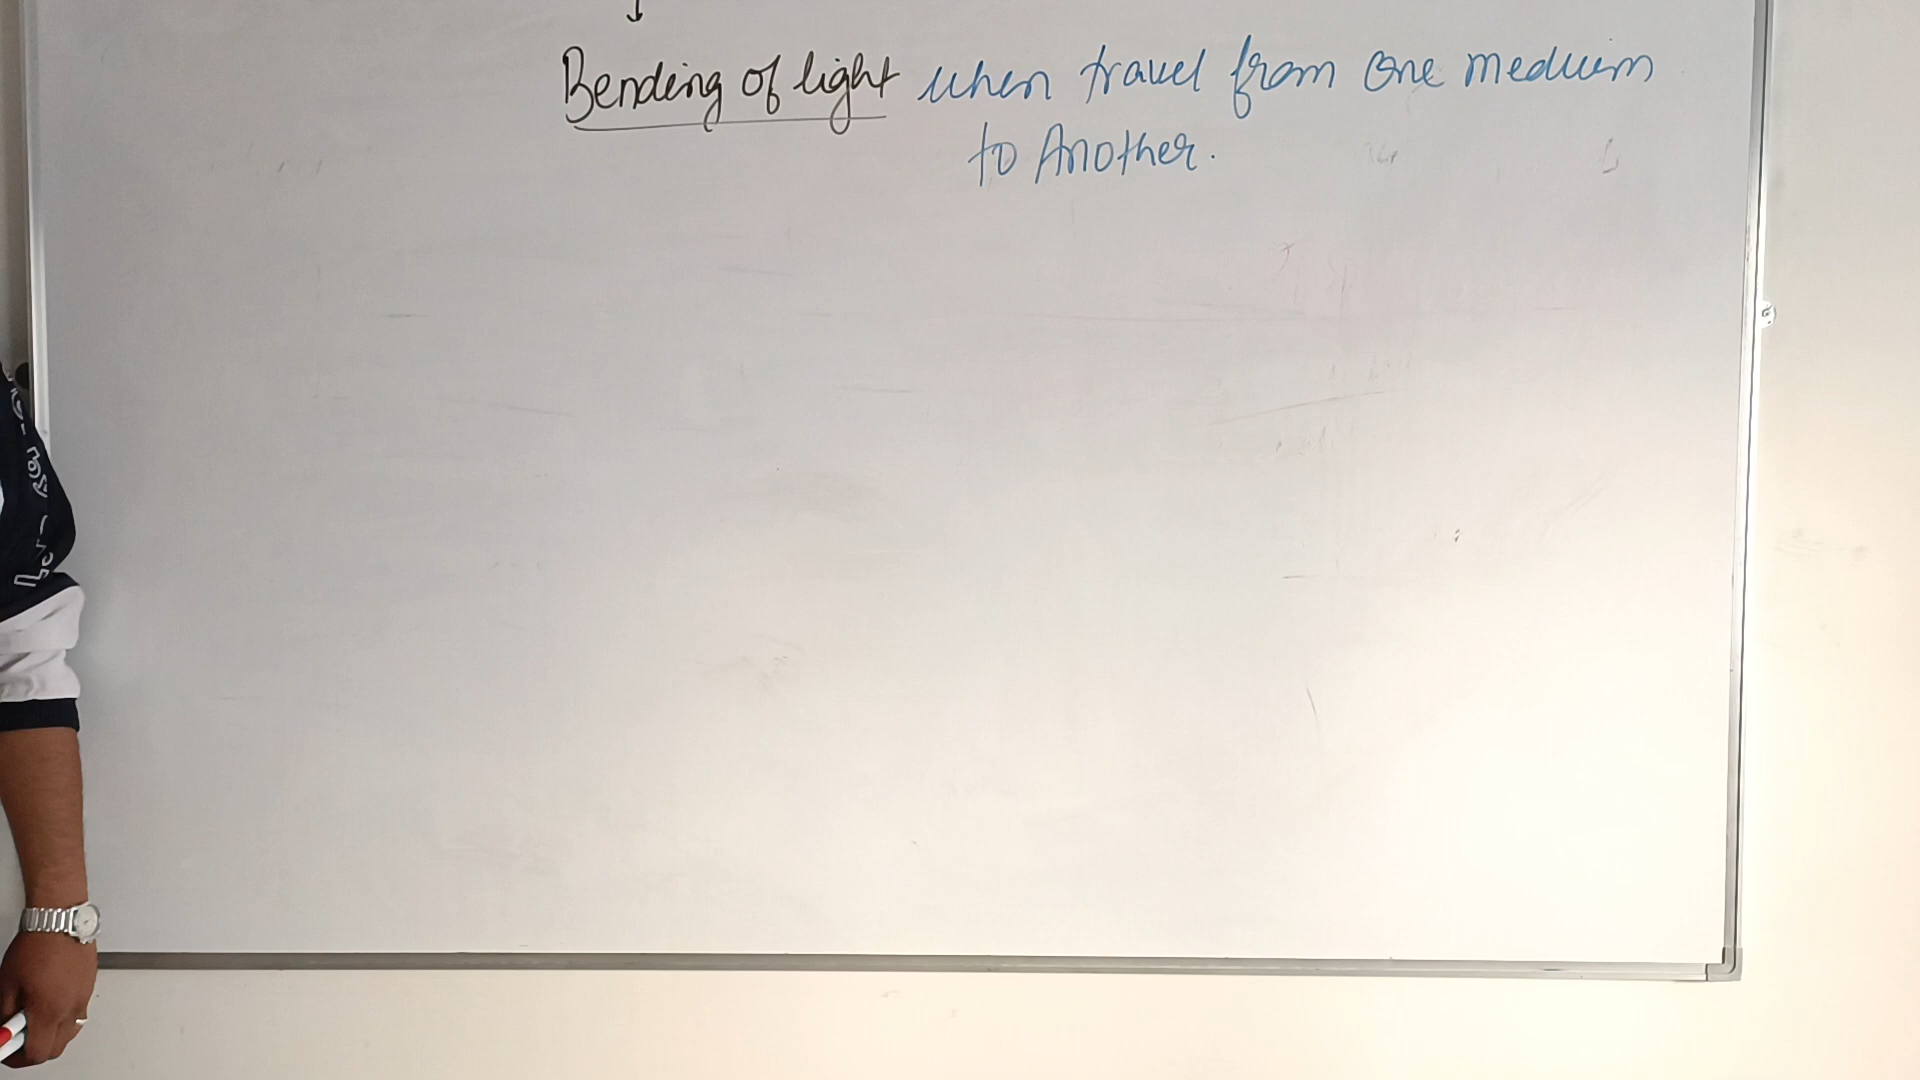 Bending of light when travel from one medium
to Another.